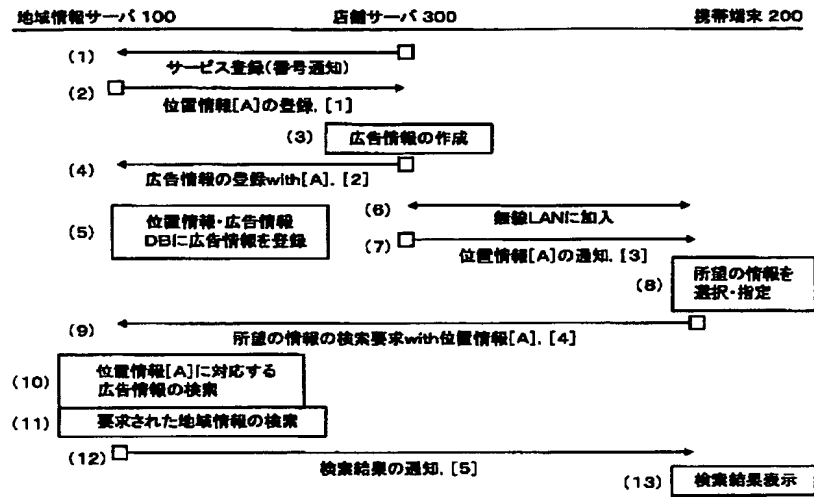 地域情報サーバ 100 店舗サーバ 300 携帯端末 200
(1)
サービス登録(番号通知)
(2)
位置情報[A]の登録, [1]
(3) 広告情報の作成
(4)
広告情報の登録with[A], [2]
(5) 位置情報・広告情報
DBに広告情報を登録
(6)
無線LANに加入
(7)
位置情報[A]の通知, [3]
(8) 所望の情報を
選択・指定
(9)
所望の情報の検索要求with位置情報[A], [4]
(10) 位置情報[A]に対応する
広告情報の検索
(11) 要求された地域情報の検索
(12)
検索結果の通知, [5]
(13) 検索結果表示